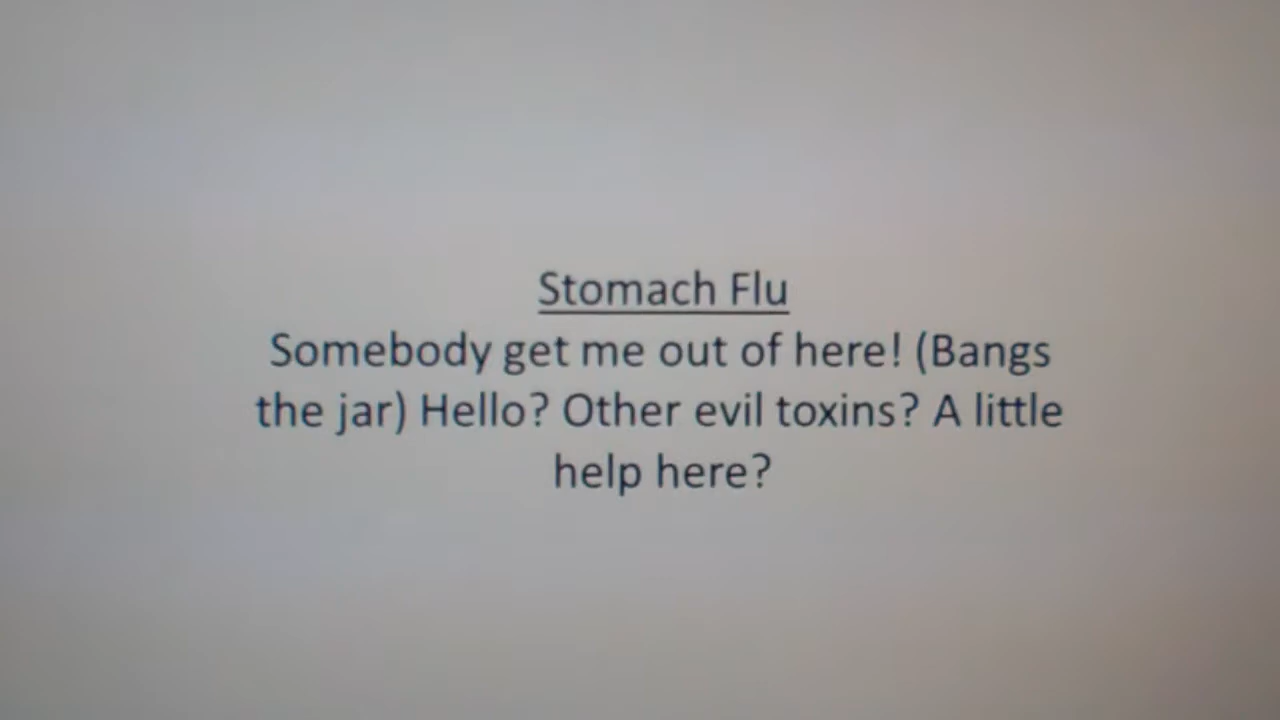 Stomach Flu
Somebody get me out of here! (Bangs
the jar) Hello? Other evil toxins? A little
help here?